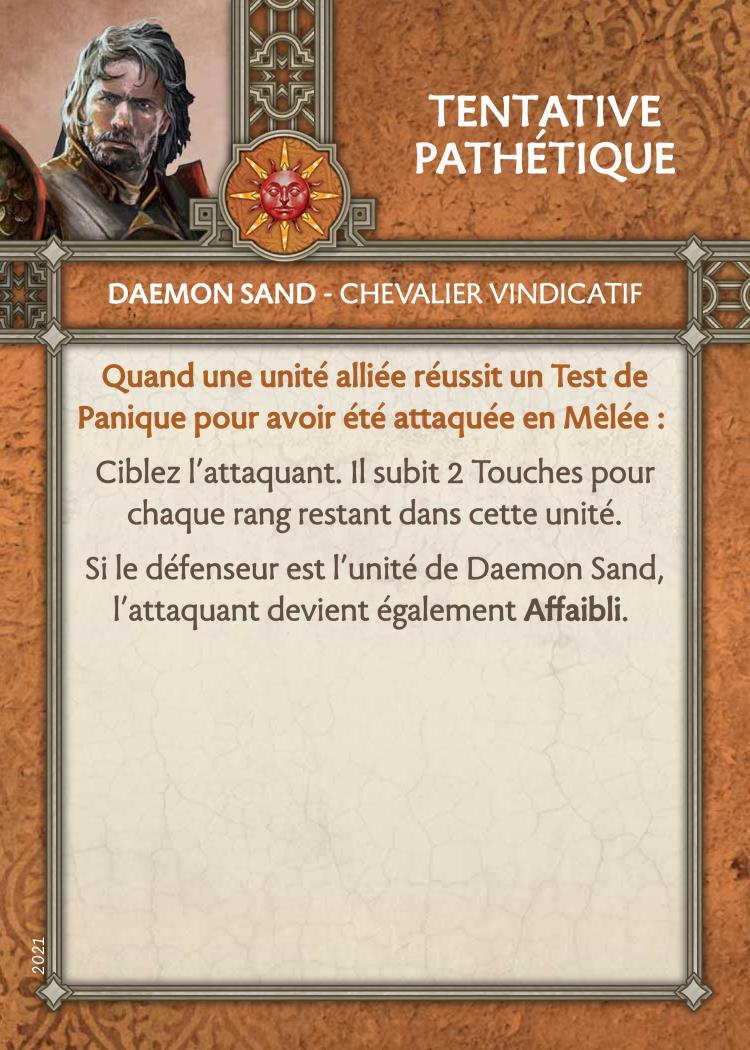 TENTATIVE
PATHÉTIQUE
DAEMON SAND - CHEVALIER VINDICATIF
Quand une unité alliée réussit un Test de
Panique pour avoir été attaquée en Mêlée :
Ciblez l'attaquant. Il subit 2 Touches pour
chaque rang restant dans cette unité.
Si le défenseur est l'unité de Daemon Sand,
l'attaquant devient également Affaibli.
2021